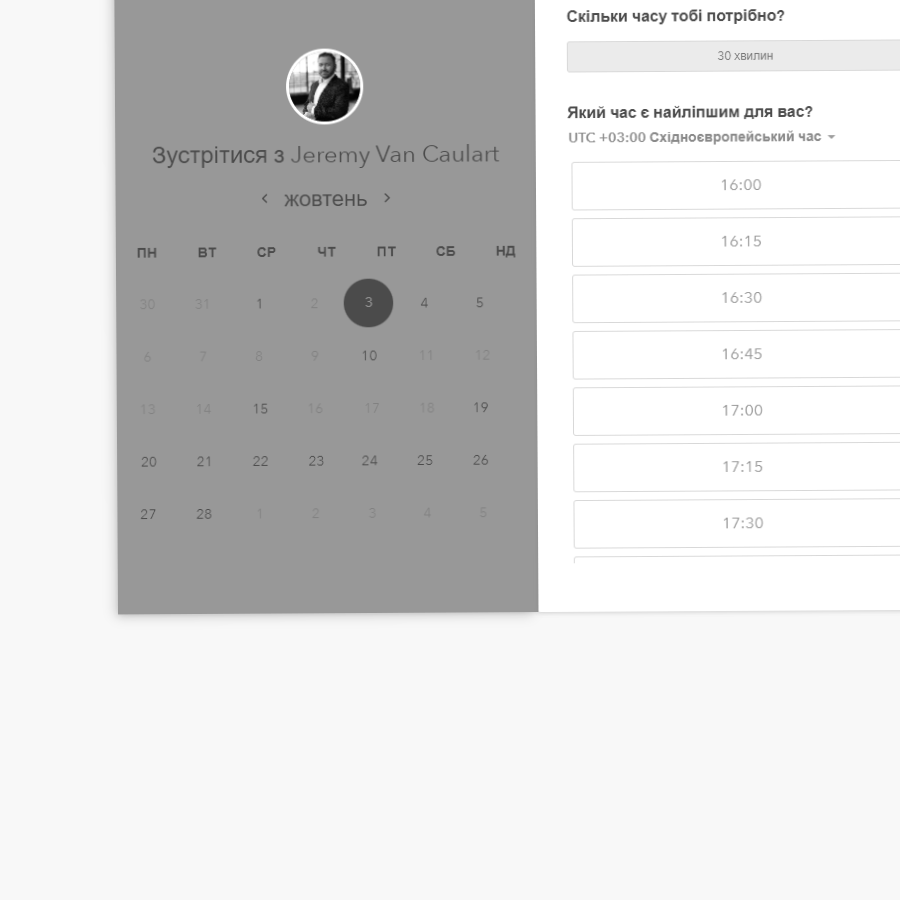 Зустрітися з Jeremy Van Caulart
жовтень
ПН ВТ СР ЧТ ПТ СБ НД
30 31 1 2 3 4 5
6 7 8 9 10 11 12
13 14 15 16 17 18 19
20 21 22 23 24 25 26
27 28 1 2 3 4 5
Скільки часу тобі потрібно?
30 хвилин
Який час є найліпшим для вас?
UTC +03:00 Східноєвропейський час
16:00
16:15
16:30
16:45
17:00
17:15
17:30